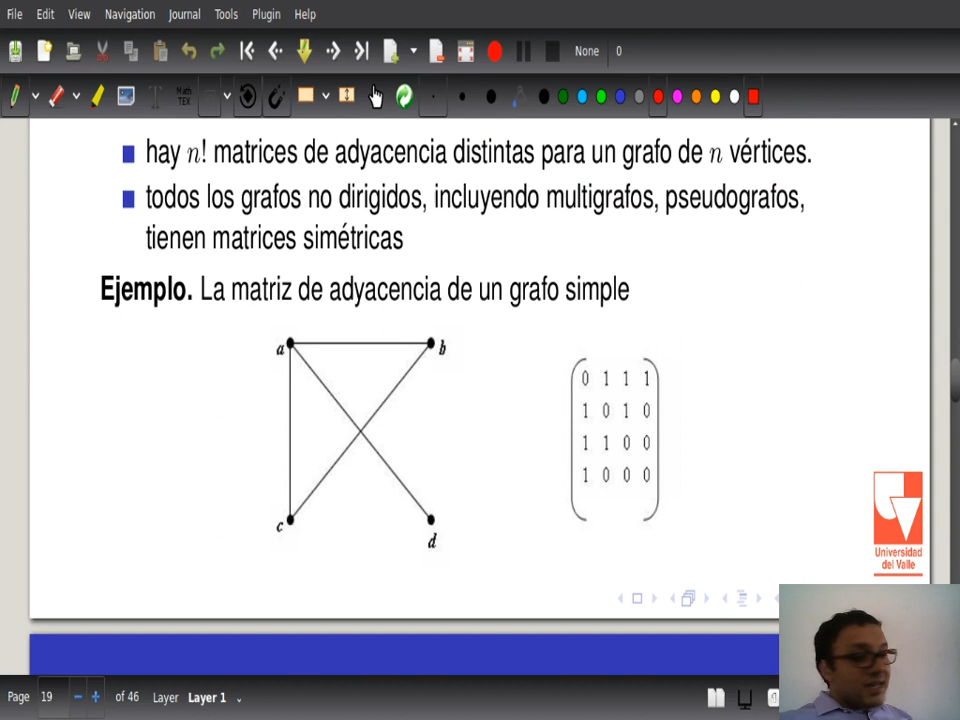 File Edit View Navigation Journal Tools Plugin Help
None 0
T Math TEX
hay n! matrices de adyacencia distintas para un grafo de n vértices.
todos los grafos no dirigidos, incluyendo multigrafos, pseudografos,
tienen matrices simétricas
Ejemplo. La matriz de adyacencia de un grafo simple
a b
c d
0 1 1 1
1 0 1 0
1 1 0 0
1 0 0 0
Universidad
del Valle
Page 19 of 46 Layer Layer 1